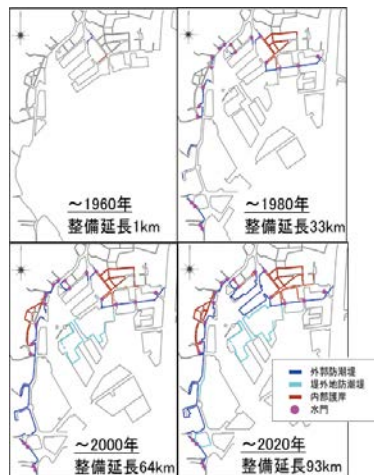 ～1960年
整備延長1km
～1980年
整備延長33km
～2000年
整備延長64km
～2020年
整備延長93km
外郭防潮堤
堤外地防潮堤
内部護岸
水門